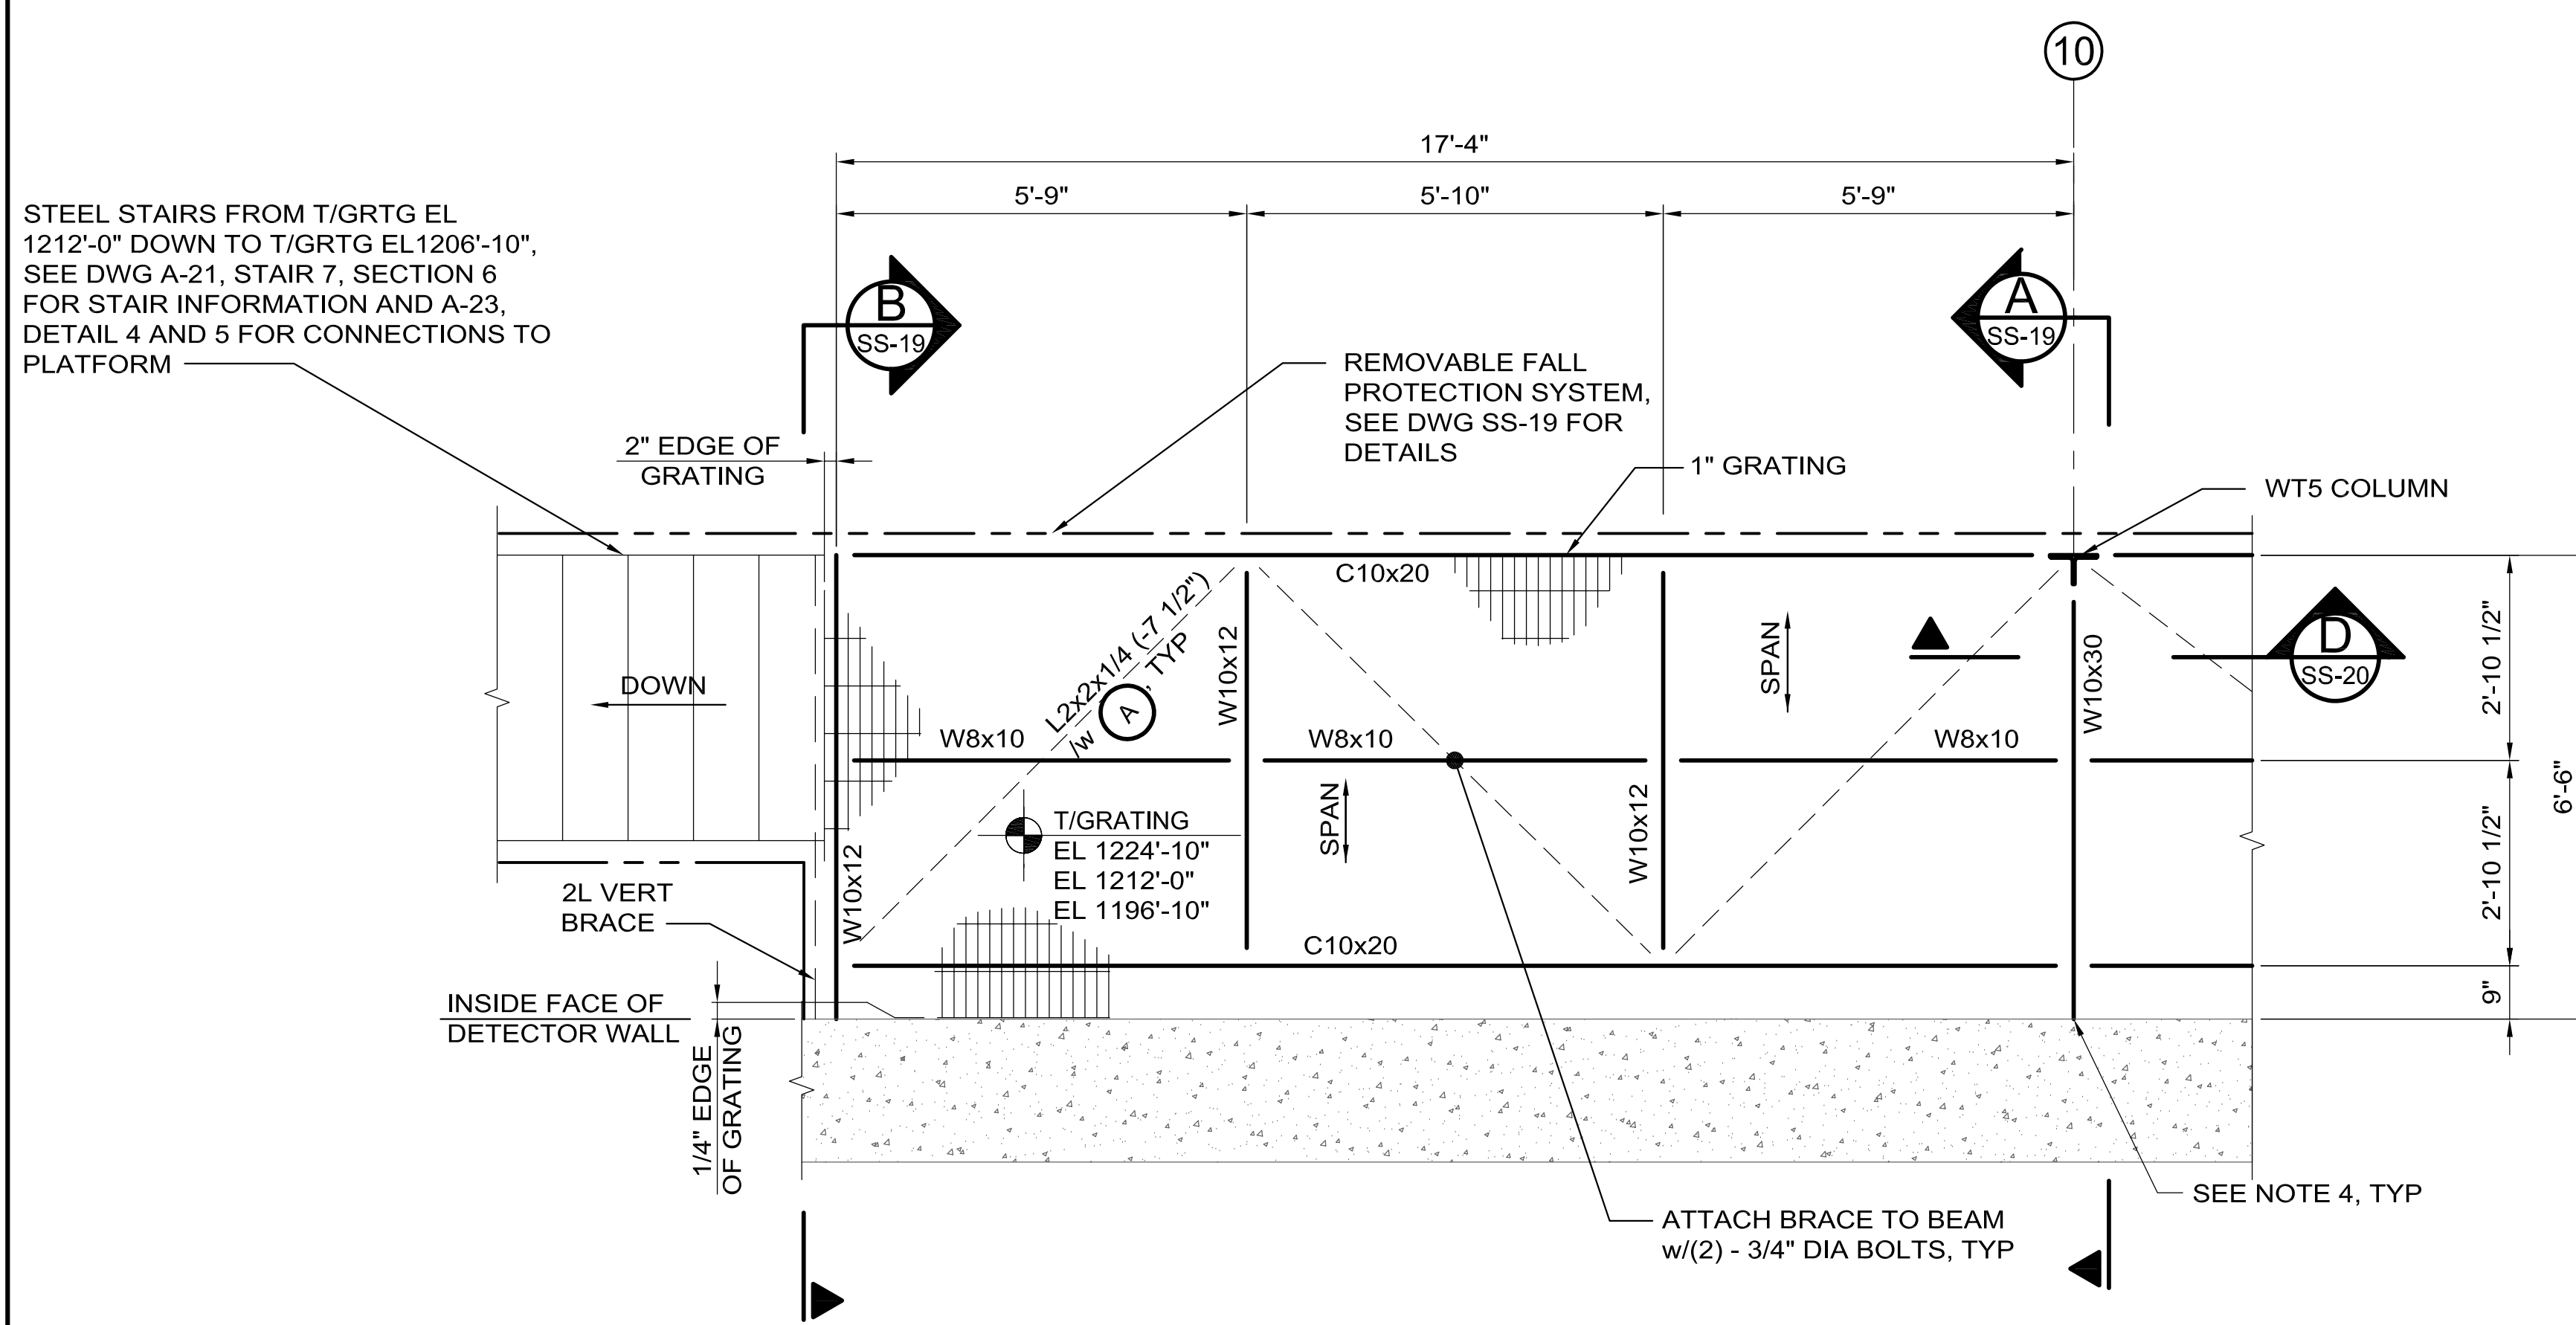 10
17'-4"
5'-9"
5'-10"
5'-9"
STEEL STAIRS FROM T/GRTG EL
1212'-0" DOWN TO T/GRTG EL1206'-10",
SEE DWG A-21, STAIR 7, SECTION 6
FOR STAIR INFORMATION AND A-23,
DETAIL 4 AND 5 FOR CONNECTIONS TO
PLATFORM
B
SS-19
A
SS-19
REMOVABLE FALL
PROTECTION SYSTEM,
SEE DWG SS-19 FOR
DETAILS
2" EDGE OF
GRATING
1" GRATING
WT5 COLUMN
C10x20
L2x2x1/4 (-7 1/2")
/w A, TYP
W10x12
SPAN
W10x30
D
SS-20
2'-10 1/2"
DOWN
W8x10
W8x10
W8x10
6'-6"
SPAN
W10x12
T/GRATING
EL 1224'-10"
EL 1212'-0"
EL 1196'-10"
W10x12
2'-10 1/2"
2L VERT
BRACE
C10x20
9"
INSIDE FACE OF
DETECTOR WALL
1/4" EDGE
OF GRATING
SEE NOTE 4, TYP
ATTACH BRACE TO BEAM
w/(2) - 3/4" DIA BOLTS, TYP